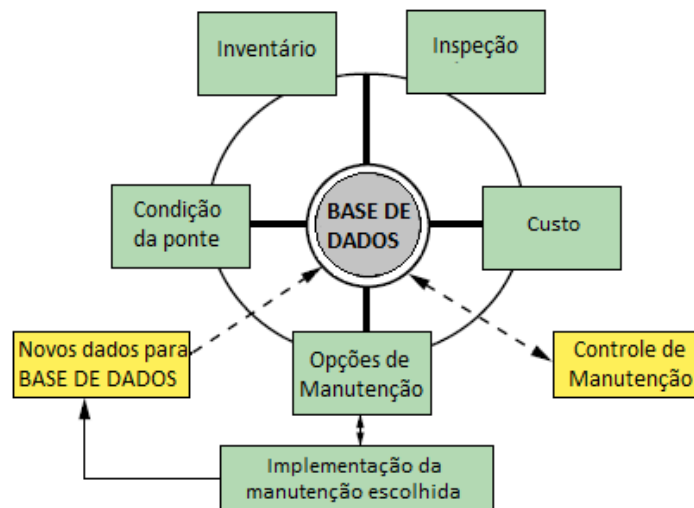 Inventário
Inspeção
Condição
da ponte
BASE DE
DADOS
Custo
Novos dados para
BASE DE DADOS
Opções de
Manutenção
Controle de
Manutenção
Implementação da
manutenção escolhida